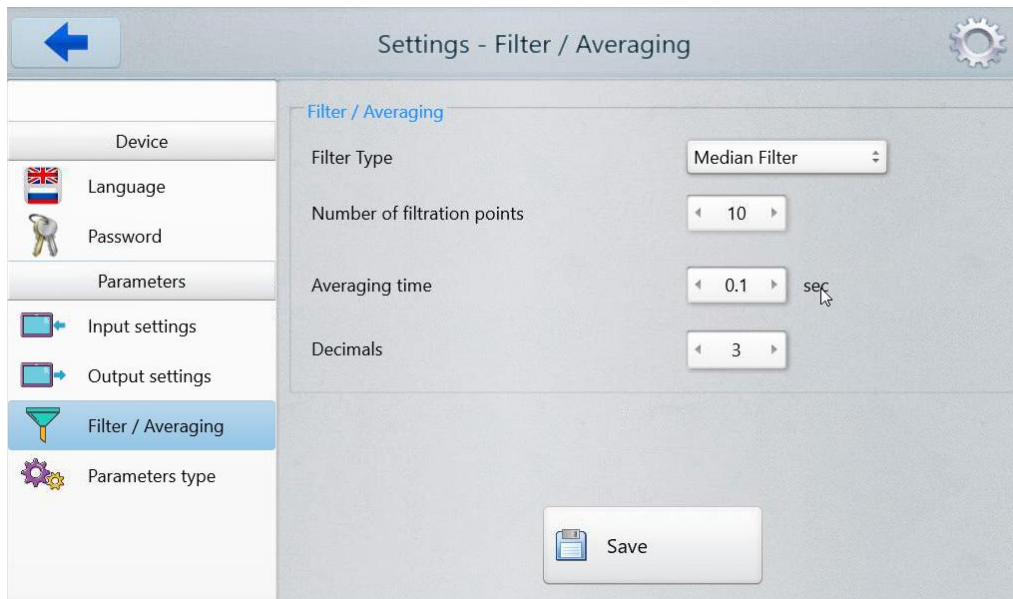 Settings - Filter / Averaging
Device
Language
Password
Parameters
Input settings
Output settings
Filter / Averaging
Parameters type
Filter / Averaging
Filter Type
Median Filter
Number of filtration points
10
Averaging time
0.1
sec
Decimals
3
Save